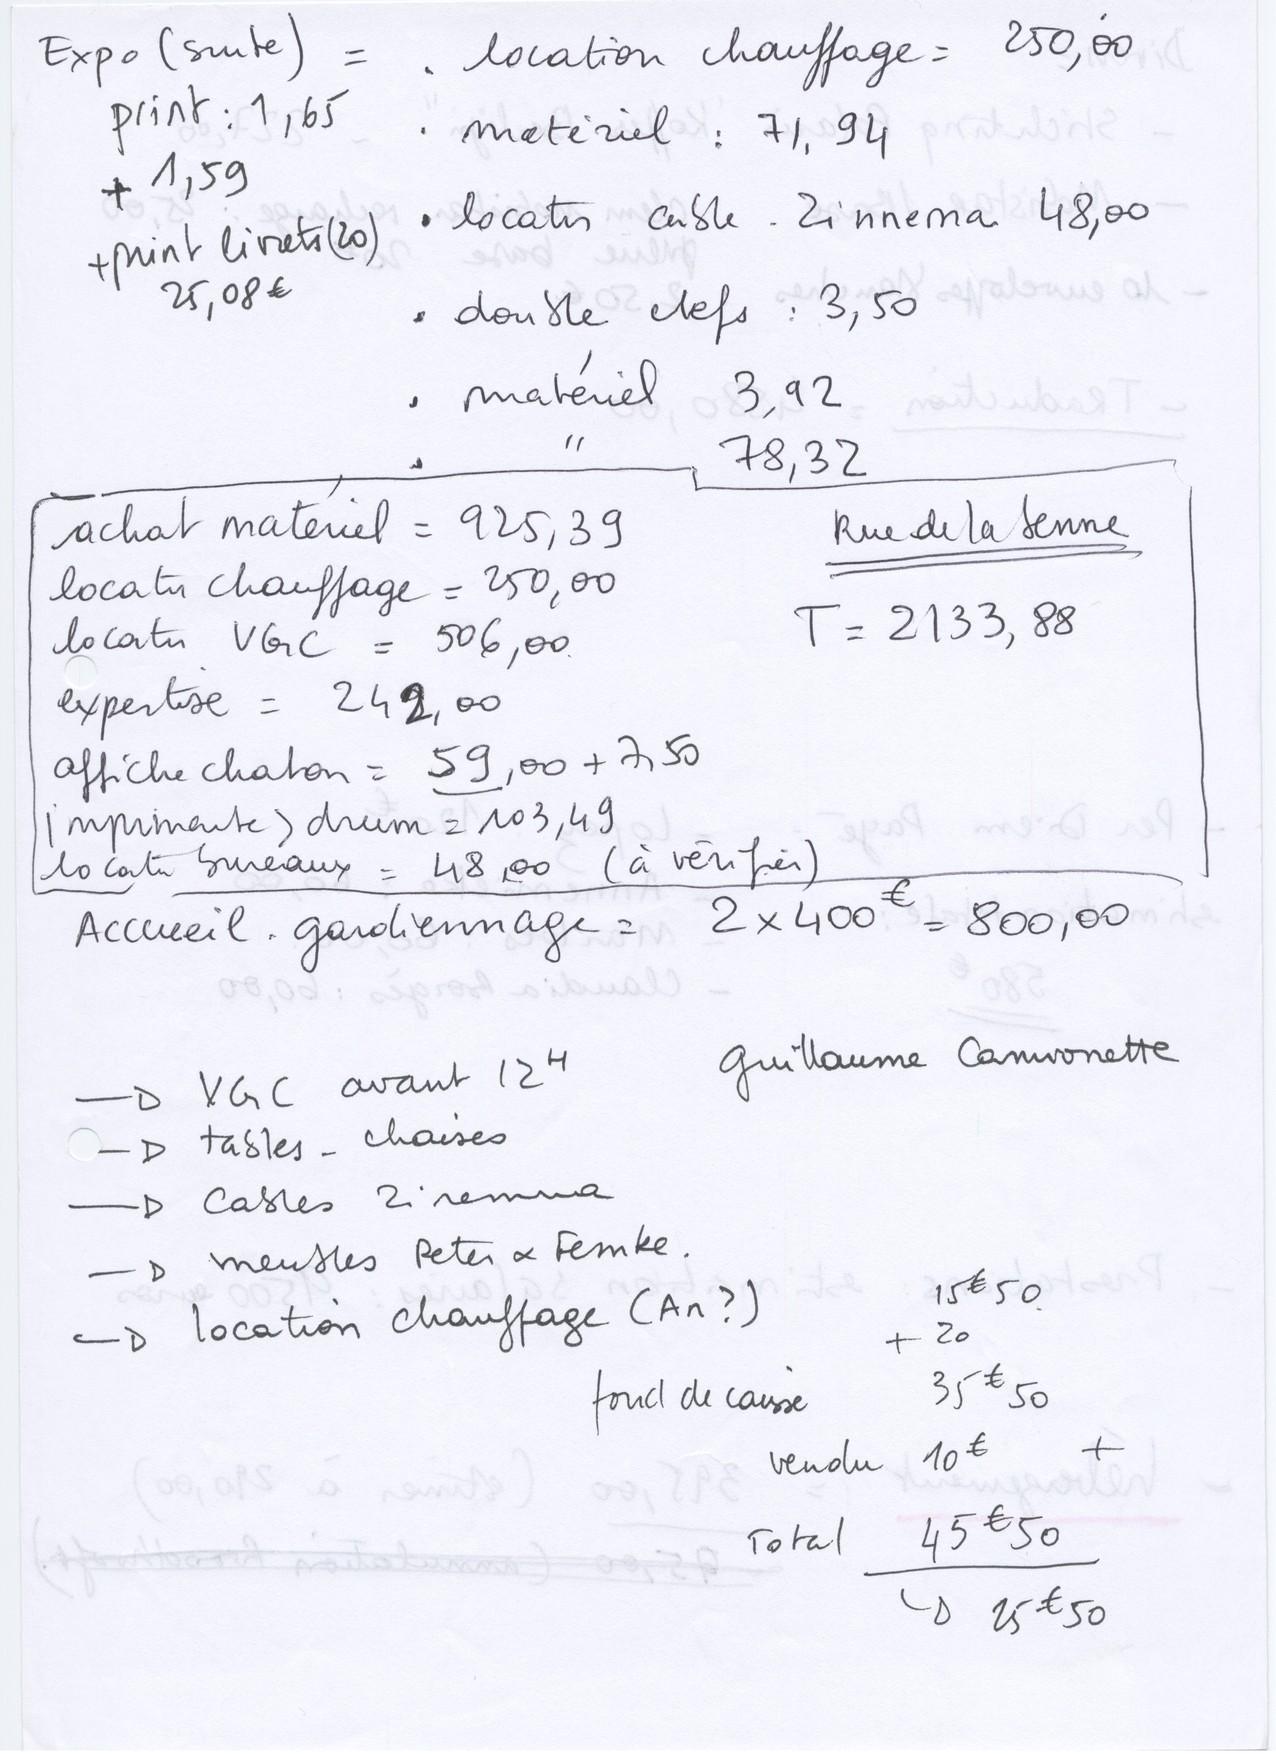 Expo (suite) = . location chauffage = 250,00
print : 1,65
. matériel : 71,94
+ 1,59
. locatn cable . Zinnema 48,00
+ print livrets (20)
25,08 €
. double clefs : 3,50
. matériel 3,92
. " 78,32
achat matériel = 925,39
Rue de la Senne
locatn chauffage = 250,00
T = 2133,88
locatn VGC = 506,00
expertise = 242,00
affiche chaton = 59,00 + 7,50
imprimante > drum = 103,49
locatn bureaux = 48,00 (à vérifier)
Accueil . gardiennage = 2 x 400 € = 800,00
Guillaume Camionette
→ VGC avant 12 H
→ tables - chaises
→ Cables Zinemma
→ meubles Peter & Femke.
→ location chauffage (An ?)
15 € 50
+ 20
fond de caisse 35 € 50
vendu 10 € +
Total 45 € 50
↳ 25 € 50